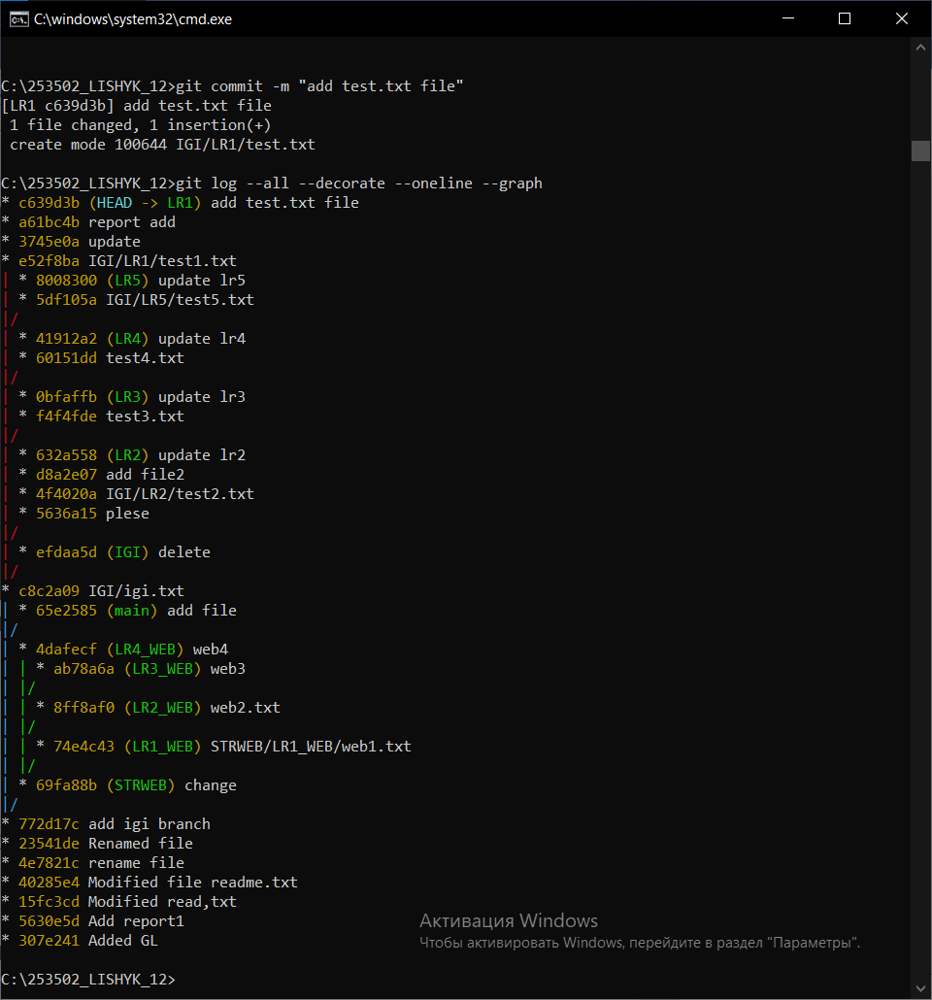 C:\windows\system32\cmd.exe
C:\253502_LISHYK_12>git commit -m "add test.txt file"
[LR1 c639d3b] add test.txt file
 1 file changed, 1 insertion(+)
 create mode 100644 IGI/LR1/test.txt
C:\253502_LISHYK_12>git log --all --decorate --oneline --graph
* c639d3b (HEAD -> LR1) add test.txt file
* a61bc4b report add
* 3745e0a update
* e52f8ba IGI/LR1/test1.txt
| * 8008300 (LR5) update lr5
| * 5df105a IGI/LR5/test5.txt
|/
| * 41912a2 (LR4) update lr4
| * 60151dd test4.txt
|/
| * 0bfaffb (LR3) update lr3
| * f4f4fde test3.txt
|/
| * 632a558 (LR2) update lr2
| * d8a2e07 add file2
| * 4f4020a IGI/LR2/test2.txt
| * 5636a15 plese
|/
| * efdaa5d (IGI) delete
|/
* c8c2a09 IGI/igi.txt
| * 65e2585 (main) add file
|/
| * 4dafecf (LR4_WEB) web4
| | * ab78a6a (LR3_WEB) web3
| |/
| | * 8ff8af0 (LR2_WEB) web2.txt
| |/
| | * 74e4c43 (LR1_WEB) STRWEB/LR1_WEB/web1.txt
| |/
| * 69fa88b (STRWEB) change
|/
* 772d17c add igi branch
* 23541de Renamed file
* 4e7821c rename file
* 40285e4 Modified file readme.txt
* 15fc3cd Modified read,txt
* 5630e5d Add report1
* 307e241 Added GL
Активация Windows
Чтобы активировать Windows, перейдите в раздел "Параметры".
C:\253502_LISHYK_12>